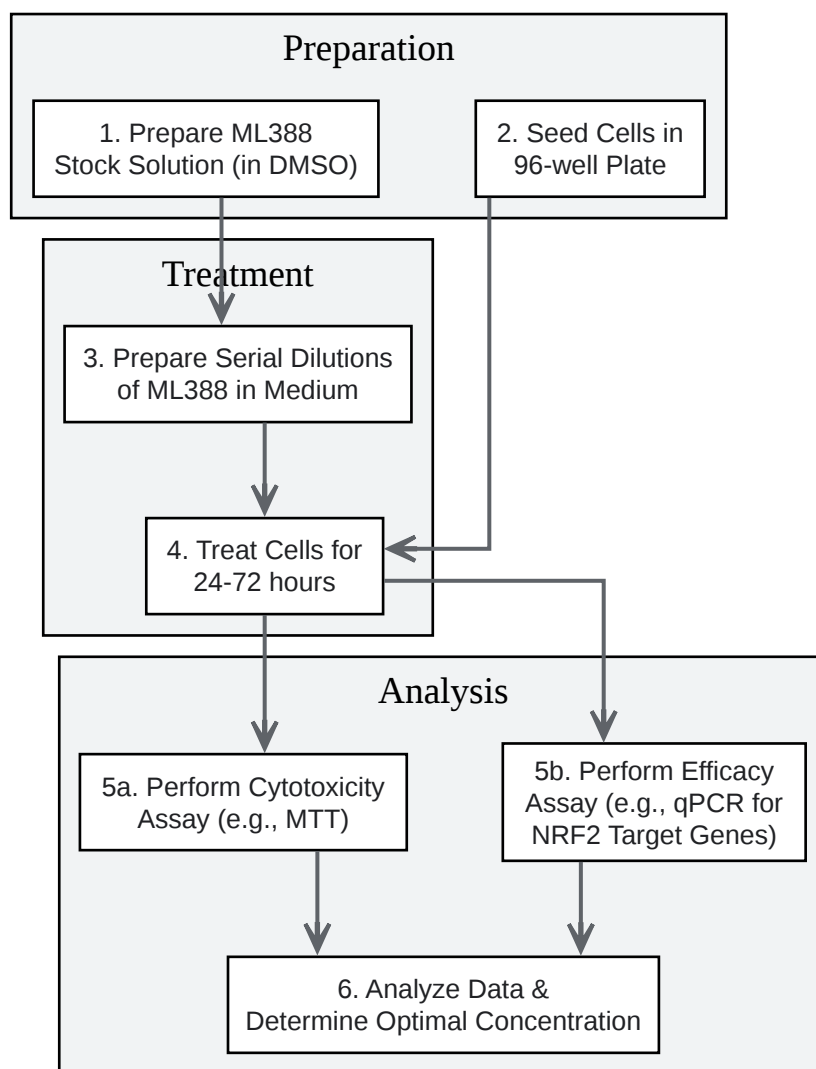 Preparation
1. Prepare ML388
Stock Solution (in DMSO)
2. Seed Cells in
96-well Plate
Treatment
3. Prepare Serial Dilutions
of ML388 in Medium
4. Treat Cells for
24-72 hours
Analysis
5a. Perform Cytotoxicity
Assay (e.g., MTT)
5b. Perform Efficacy
Assay (e.g., qPCR for
NRF2 Target Genes)
6. Analyze Data &
Determine Optimal Concentration